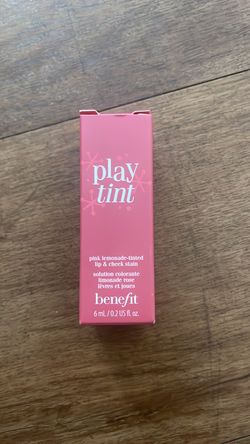 play
tint
pink lemonade-tinted
lip & cheek stain
solution colorante
limonade rose
lèvres et joues
benefit
6 mL / 0.2 US fl. oz.